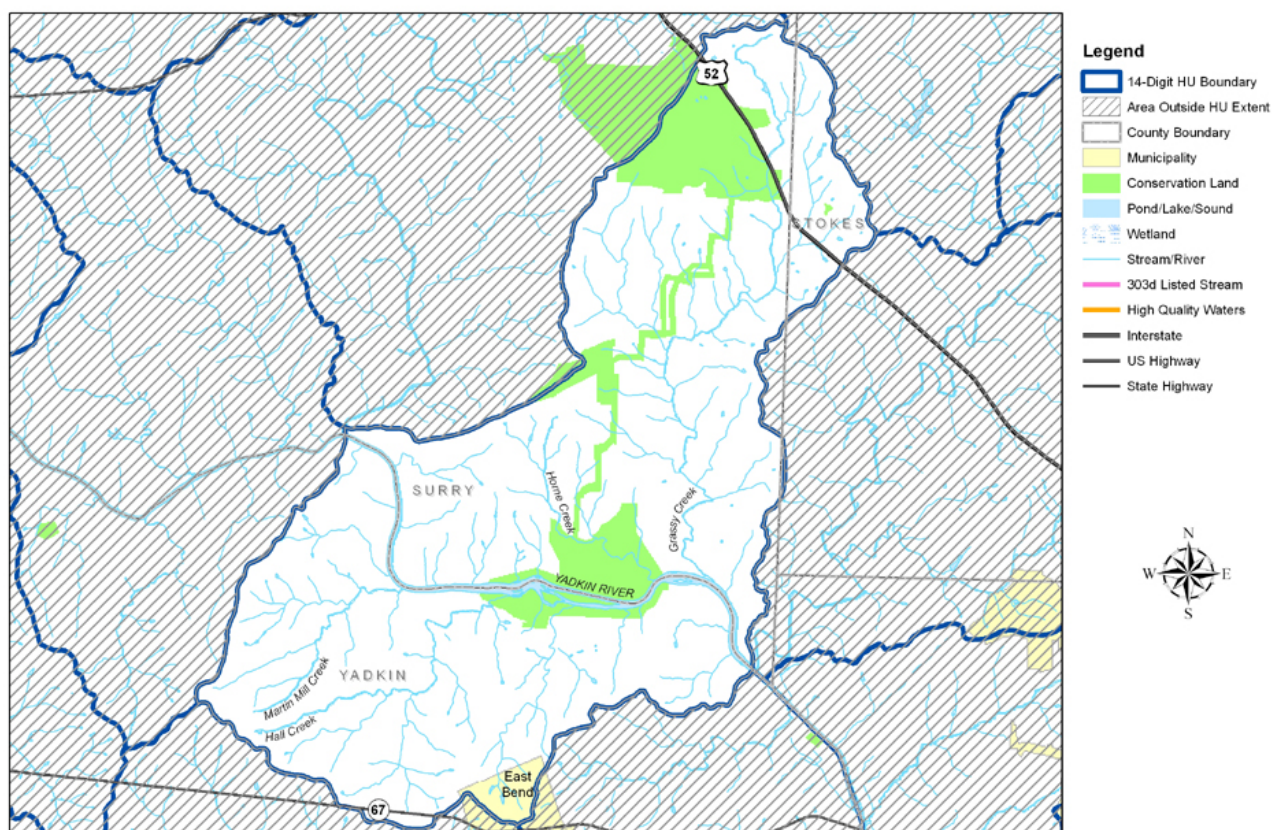 52
STOKES
SURRY
Horne Creek
Grassy Creek
YADKIN RIVER
YADKIN
Martin Mill Creek
Hall Creek
East
Bend
67
Legend
14-Digit HU Boundary
Area Outside HU Extent
County Boundary
Municipality
Conservation Land
Pond/Lake/Sound
Wetland
Stream/River
303d Listed Stream
High Quality Waters
Interstate
US Highway
State Highway
N
W
E
S